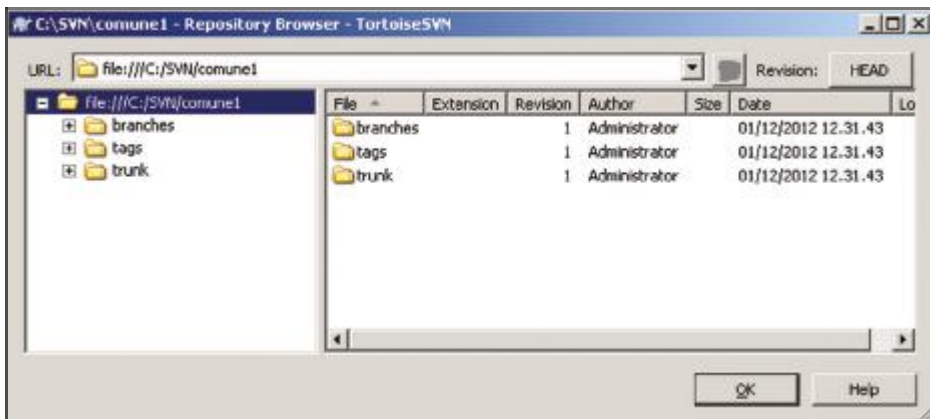 C:\SVN\comune1 - Repository Browser - TortoiseSVN
URL: file:///C:/SVN/comune1 Revision: HEAD
file:///C:/SVN/comune1
branches
tags
trunk
File Extension Revision Author Size Date Lo
branches 1 Administrator 01/12/2012 12.31.43
tags 1 Administrator 01/12/2012 12.31.43
trunk 1 Administrator 01/12/2012 12.31.43
OK Help